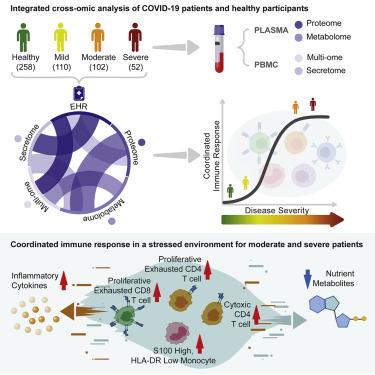 Integrated cross-omic analysis of COVID-19 patients and healthy participants
Healthy
(258)
Mild
(110)
Moderate
(102)
Severe
(52)
PLASMA
PBMC
Proteome
Metabolome
Multi-ome
Secretome
EHR
Secretome
Proteome
Multi-ome
Metabolome
Coordinated
Immune Response
Disease Severity
Coordinated immune response in a stressed environment for moderate and severe patients
Inflammatory
Cytokines
Proliferative
Exhausted CD8
T cell
Proliferative
Exhausted CD4
T cell
Cytoxic
CD4
T cell
S100 High,
HLA-DR Low Monocyte
Nutrient
Metabolites